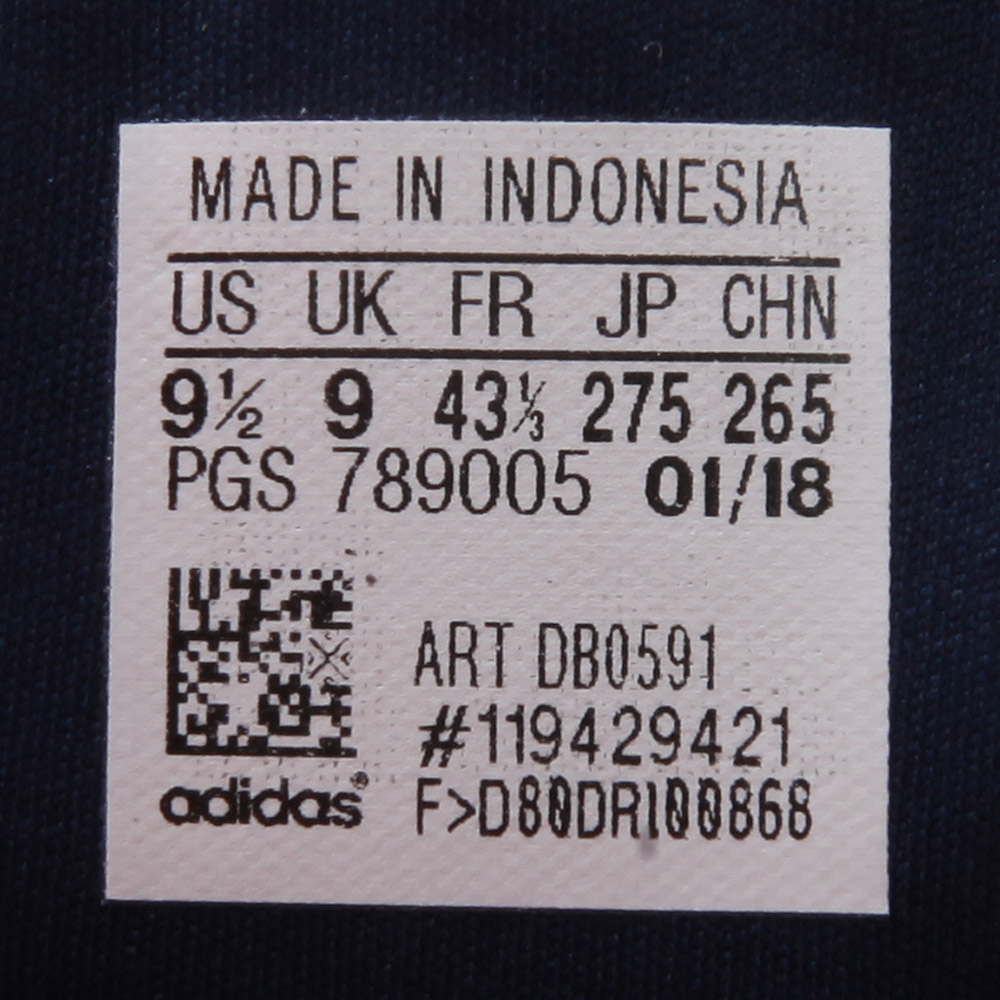 MADE IN INDONESIA
US UK FR JP CHN
9½ 9 43⅓ 275 265
PGS 789005 01/18
ART DB0591
#119429421
F>D80DRI00868
adidas®